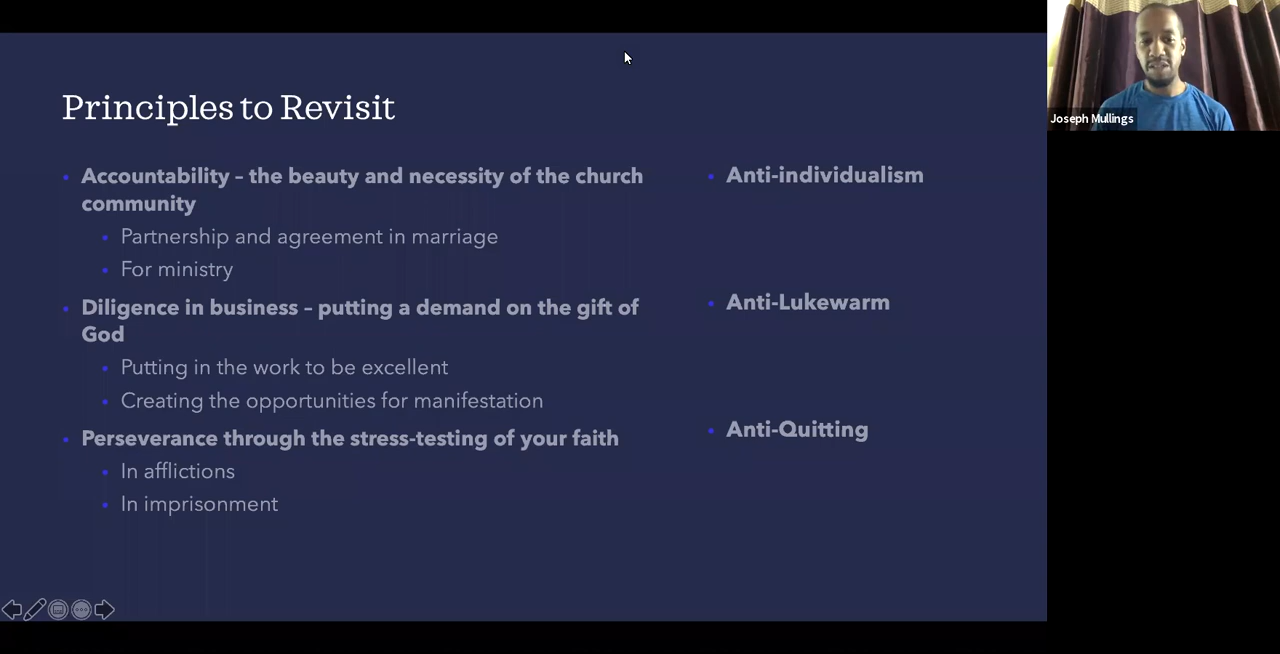 Principles to Revisit
Accountability – the beauty and necessity of the church
community
Partnership and agreement in marriage
For ministry
Diligence in business – putting a demand on the gift of
God
Putting in the work to be excellent
Creating the opportunities for manifestation
Perseverance through the stress-testing of your faith
In afflictions
In imprisonment
Anti-individualism
Anti-Lukewarm
Anti-Quitting
Joseph Mullings